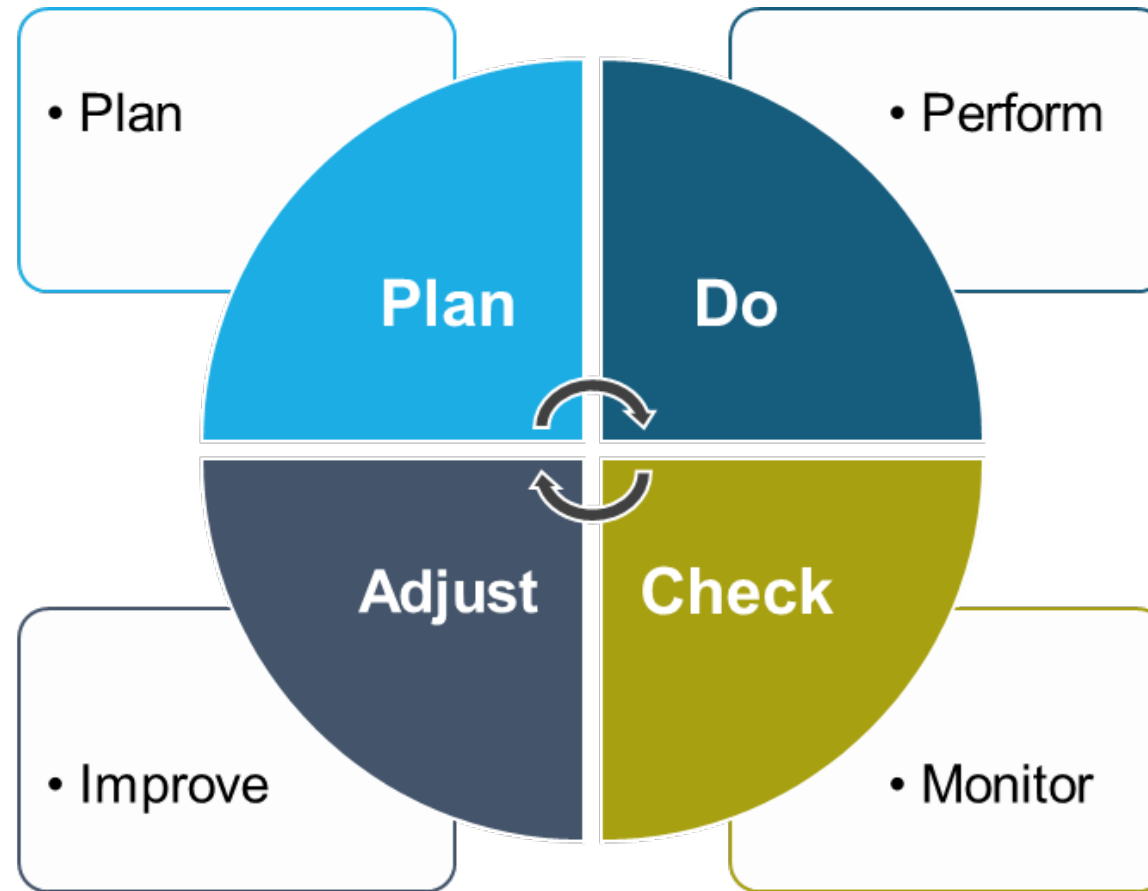 • Plan
• Perform
Plan
Do
Adjust
Check
• Improve
• Monitor